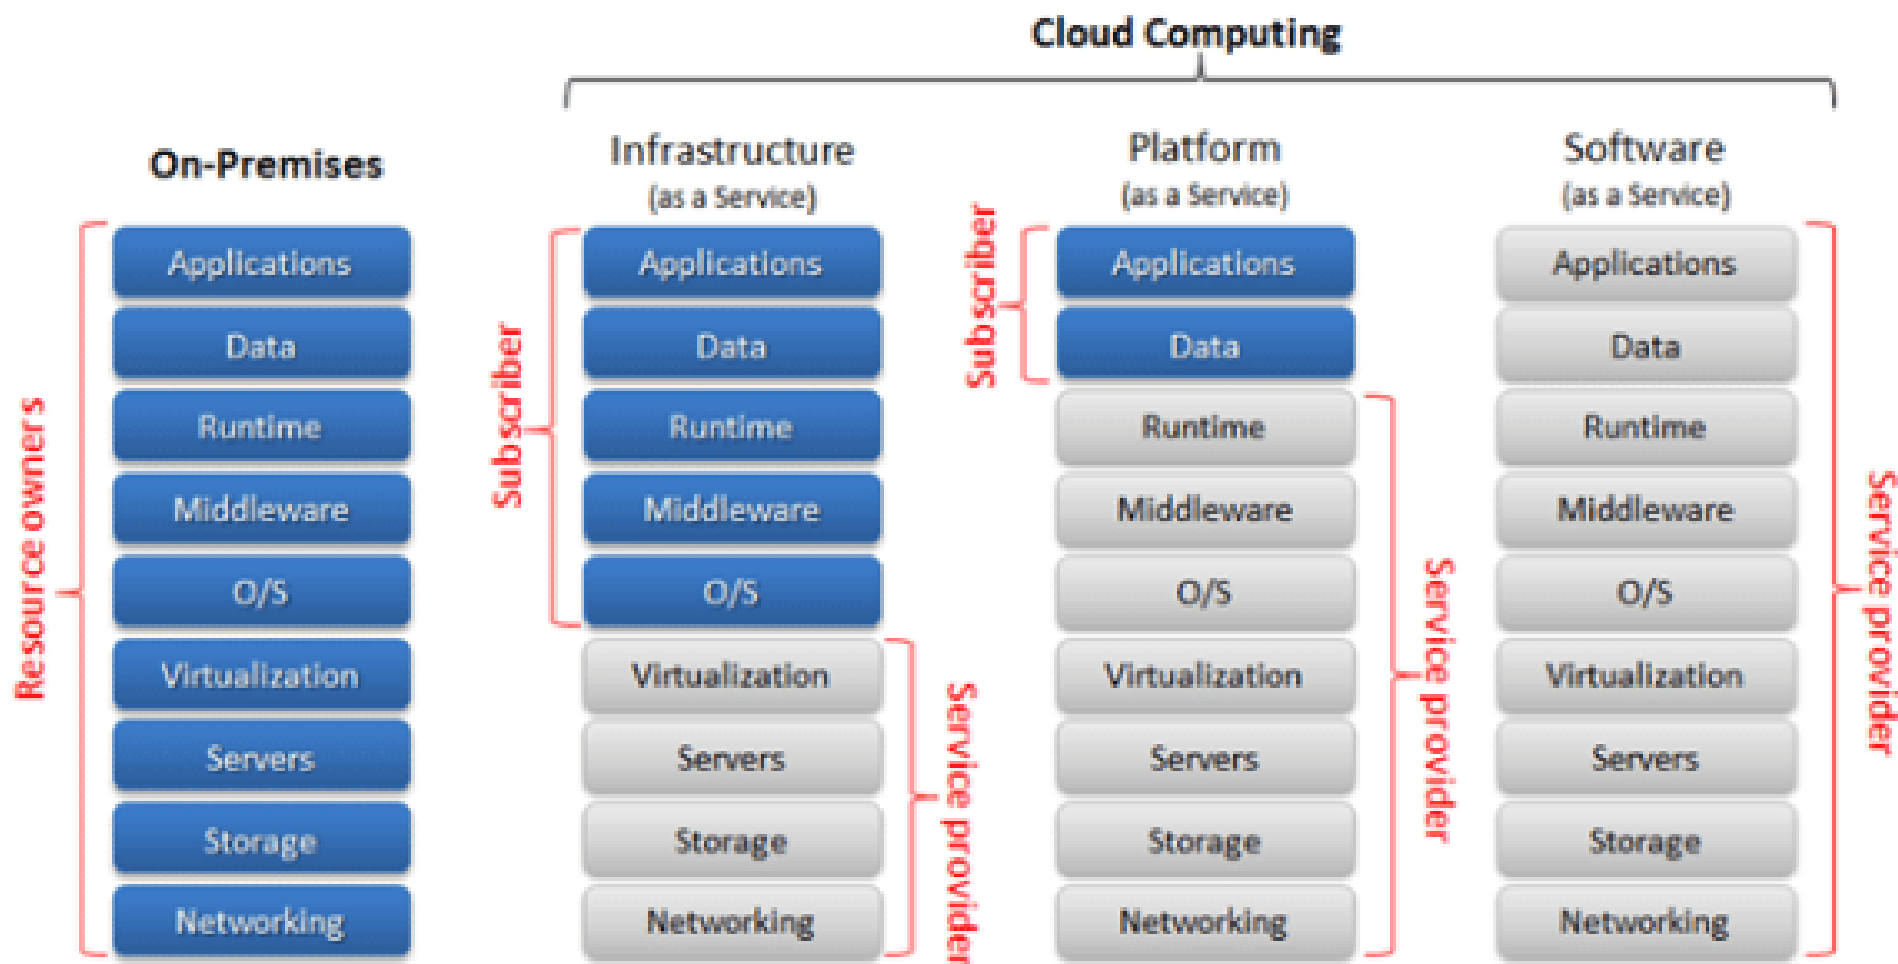 Cloud Computing
On-Premises
Resource owners
Applications
Data
Runtime
Middleware
O/S
Virtualization
Servers
Storage
Networking
Infrastructure
(as a Service)
Subscriber
Applications
Data
Runtime
Middleware
O/S
Virtualization
Servers
Storage
Networking
Service provider
Platform
(as a Service)
Subscriber
Applications
Data
Runtime
Middleware
O/S
Virtualization
Servers
Storage
Networking
Service provider
Software
(as a Service)
Applications
Data
Runtime
Middleware
O/S
Virtualization
Servers
Storage
Networking
Service provider